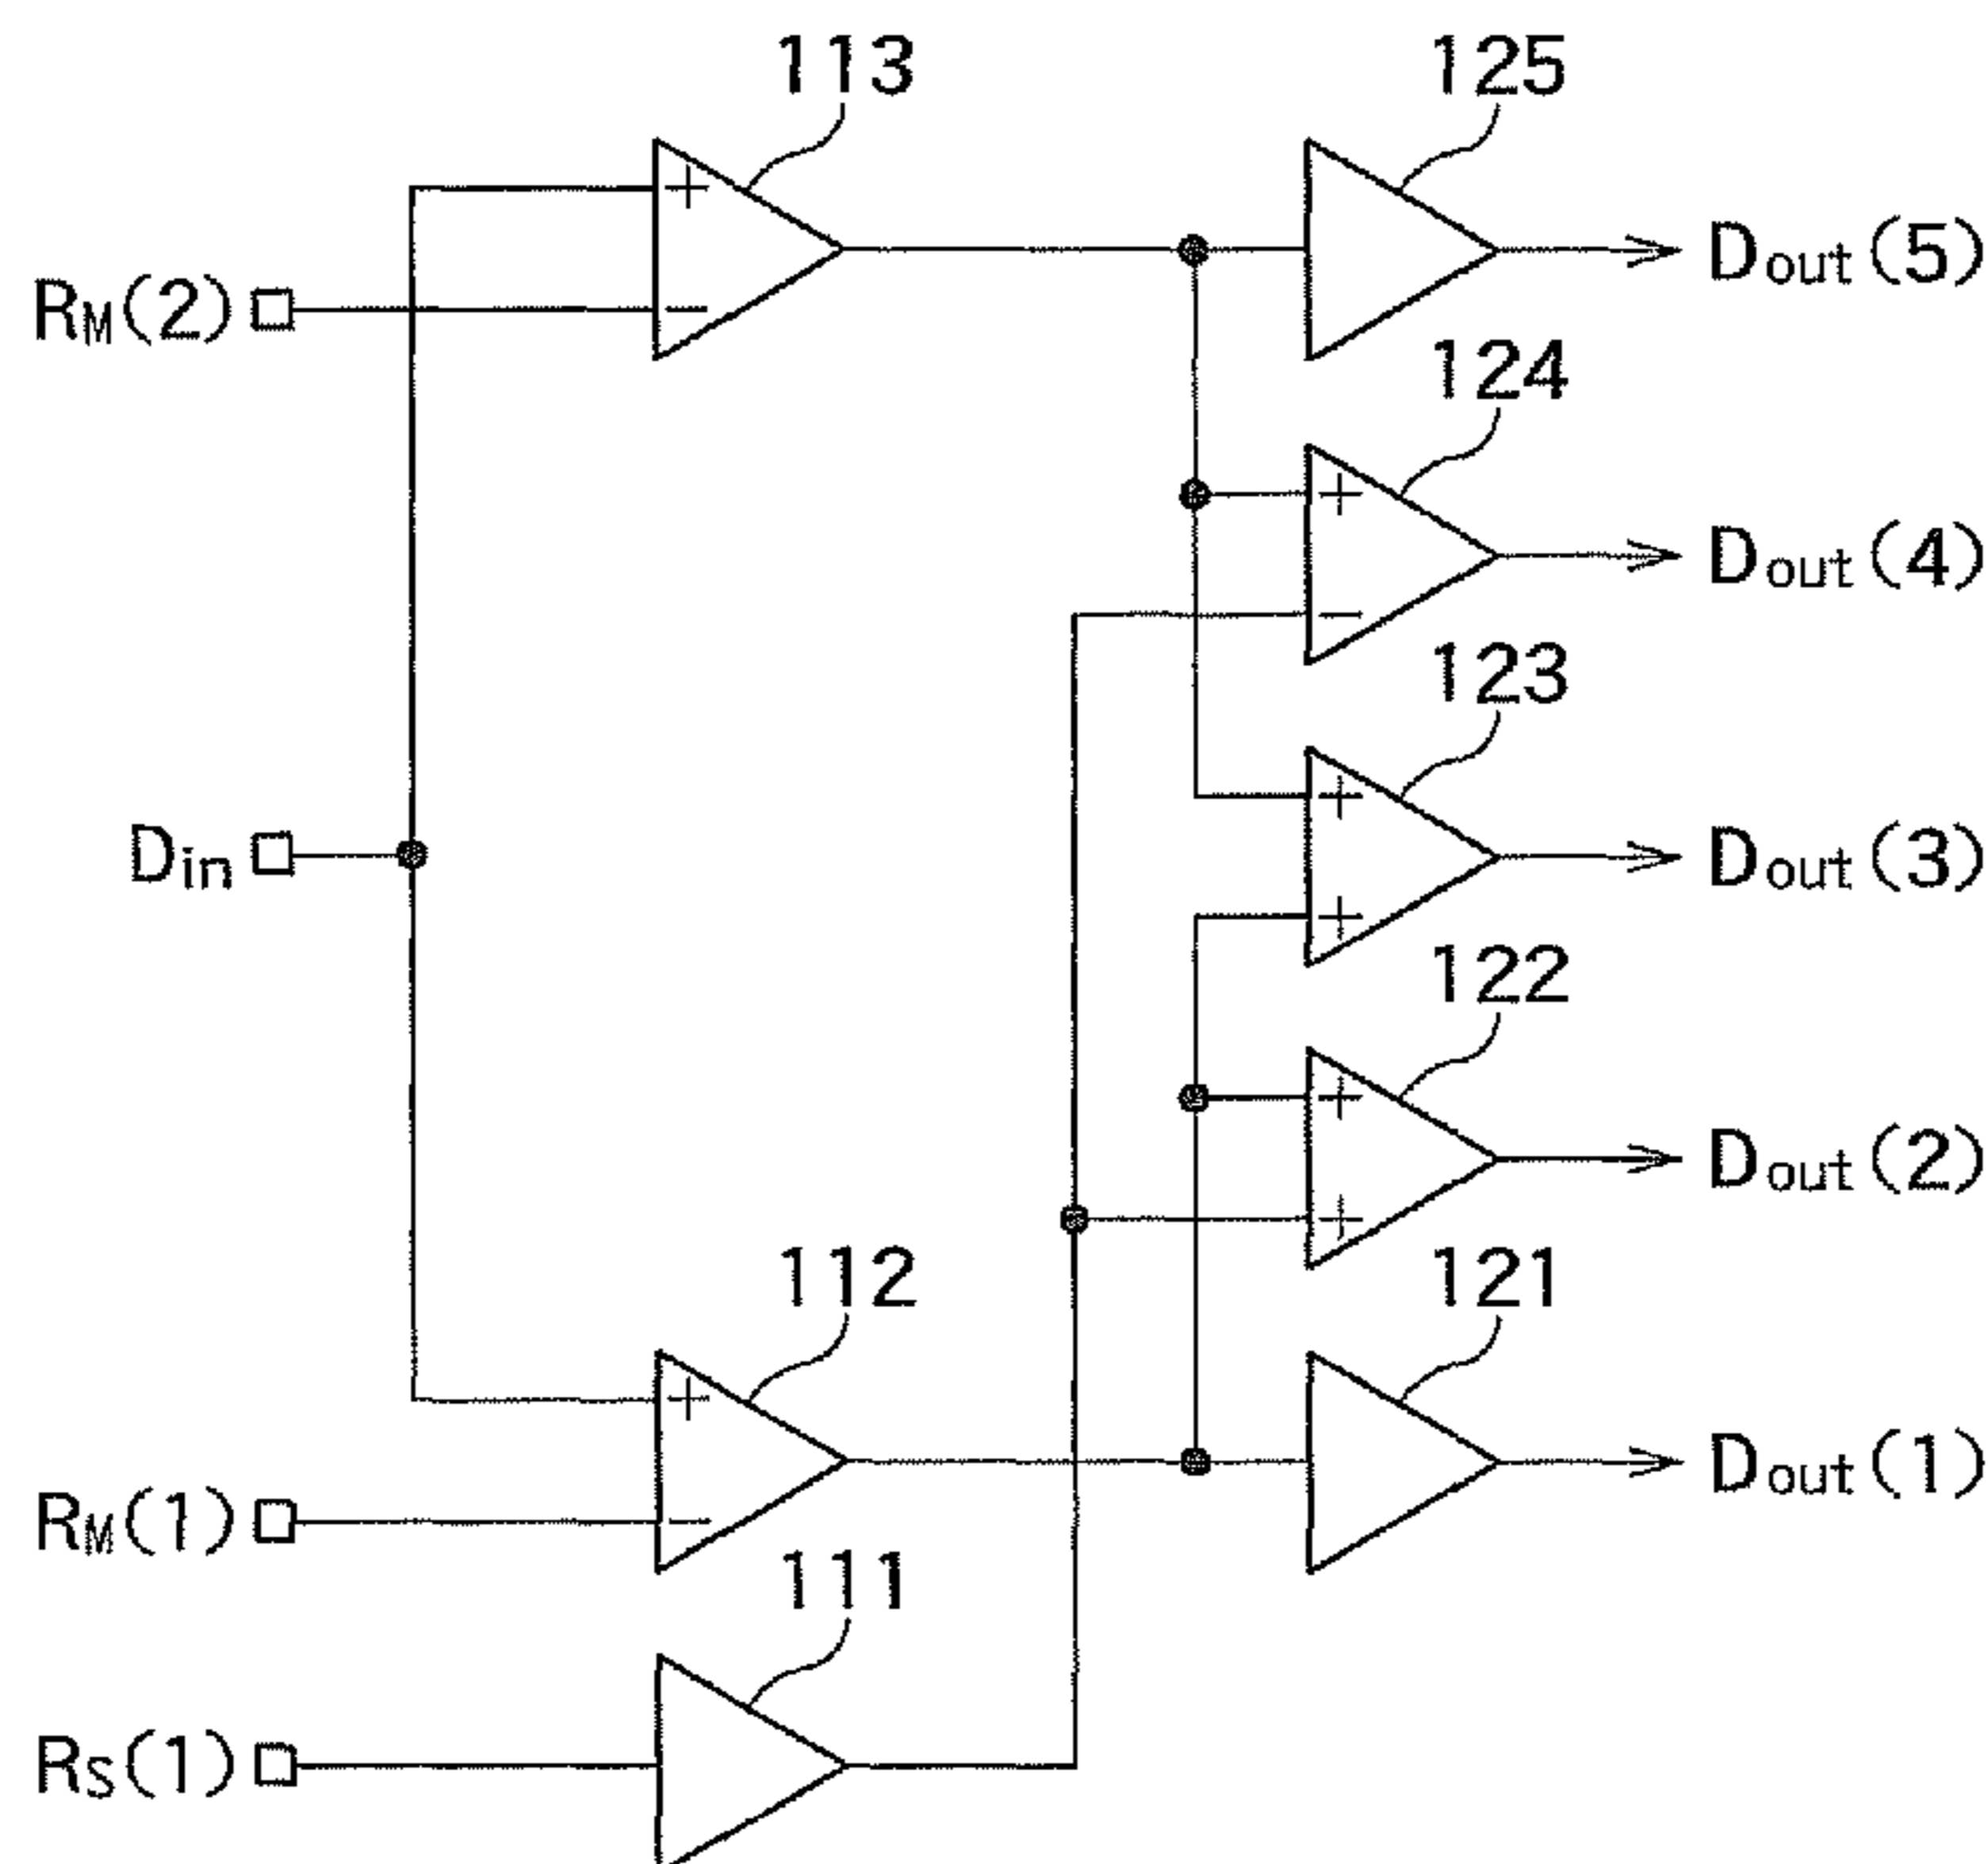 113
125
RM(2)
+
−
Dout(5)
124
+
−
Dout(4)
123
Din
+
+
Dout(3)
122
+
+
Dout(2)
112
121
RM(1)
+
−
Dout(1)
111
RS(1)